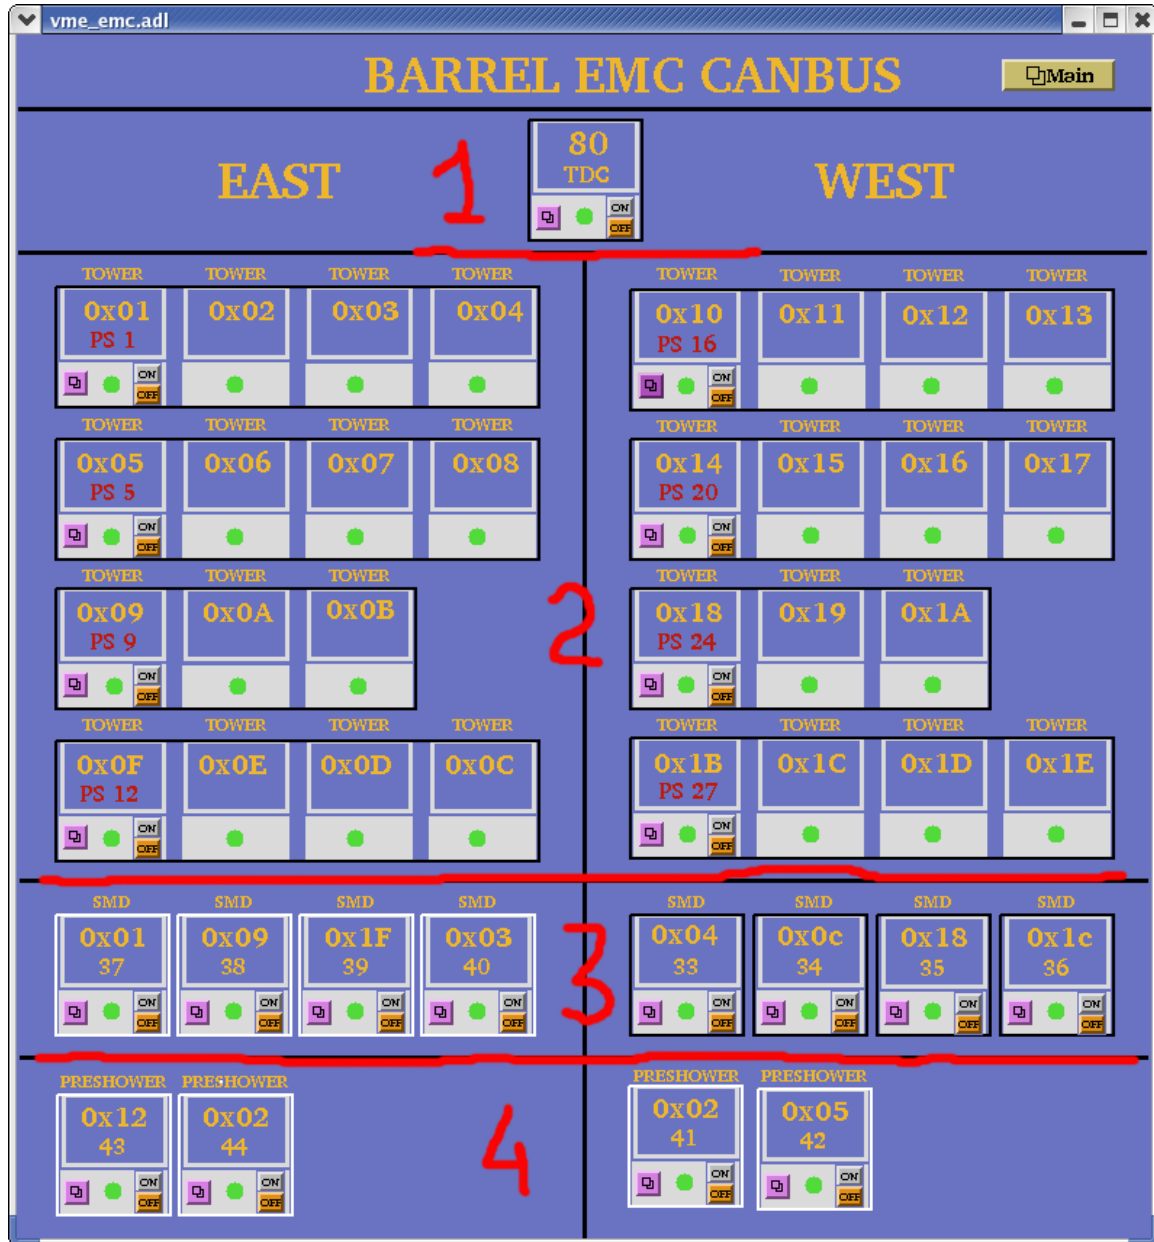 vme_emc.adl
BARREL EMC CANBUS
Main
EAST
1
80
TDC
ON
OFF
WEST
TOWER TOWER TOWER TOWER
0x01 0x02 0x03 0x04
PS 1
ON
OFF
TOWER TOWER TOWER TOWER
0x10 0x11 0x12 0x13
PS 16
ON
OFF
TOWER TOWER TOWER TOWER
0x05 0x06 0x07 0x08
PS 5
ON
OFF
TOWER TOWER TOWER TOWER
0x14 0x15 0x16 0x17
PS 20
ON
OFF
TOWER TOWER TOWER
0x09 0x0A 0x0B
PS 9
ON
OFF
2
TOWER TOWER TOWER
0x18 0x19 0x1A
PS 24
ON
OFF
TOWER TOWER TOWER TOWER
0x0F 0x0E 0x0D 0x0C
PS 12
ON
OFF
TOWER TOWER TOWER TOWER
0x1B 0x1C 0x1D 0x1E
PS 27
ON
OFF
SMD SMD SMD SMD
0x01 0x09 0x1F 0x03
37 38 39 40
ON ON ON ON
OFF OFF OFF OFF
3
SMD SMD SMD SMD
0x04 0x0c 0x18 0x1c
33 34 35 36
ON ON ON ON
OFF OFF OFF OFF
PRESHOWER PRESHOWER
0x12 0x02
43 44
ON ON
OFF OFF
4
PRESHOWER PRESHOWER
0x02 0x05
41 42
ON ON
OFF OFF